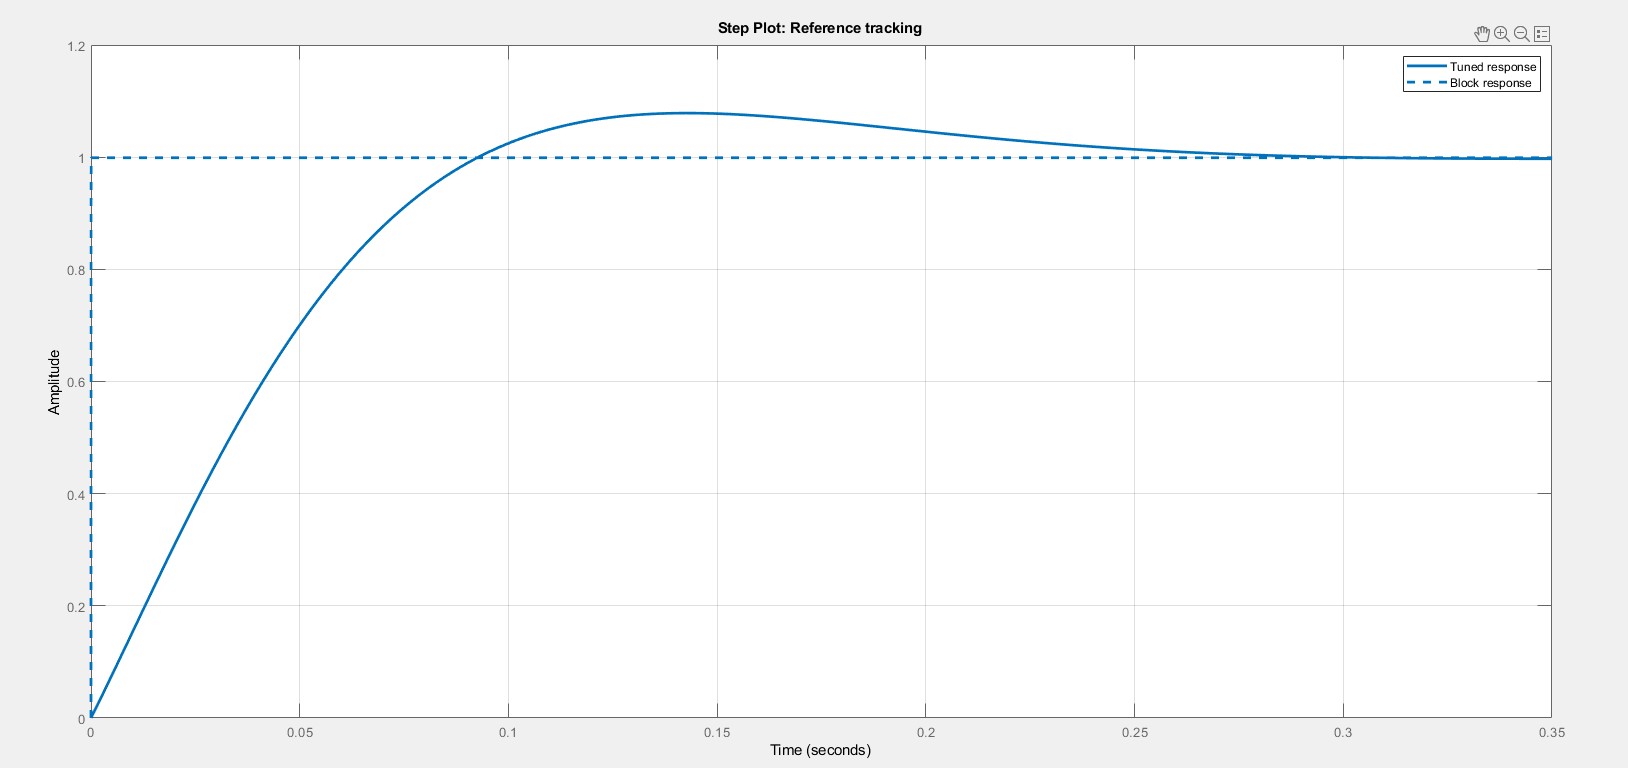 Step Plot: Reference tracking
Tuned response
Block response
1.2
1
0.8
0.6
0.4
0.2
0
Amplitude
0 0.05 0.1 0.15 0.2 0.25 0.3 0.35
Time (seconds)